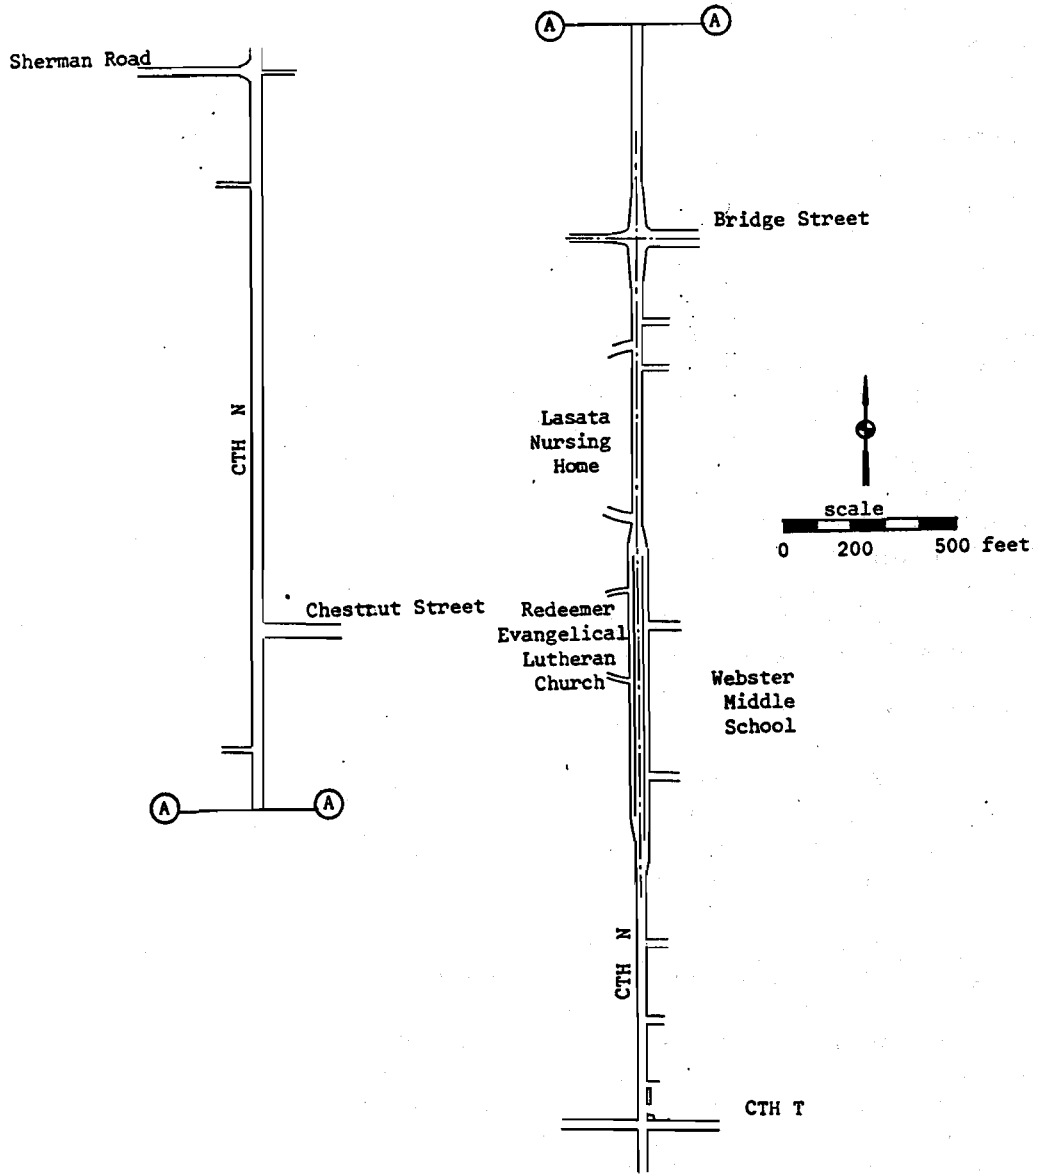 Sherman Road
CTH N
Chestnut Street
A
A
A
A
Bridge Street
Lasata
Nursing
Home
scale
0 200 500 feet
Redeemer
Evangelical
Lutheran
Church
Webster
Middle
School
CTH N
CTH T